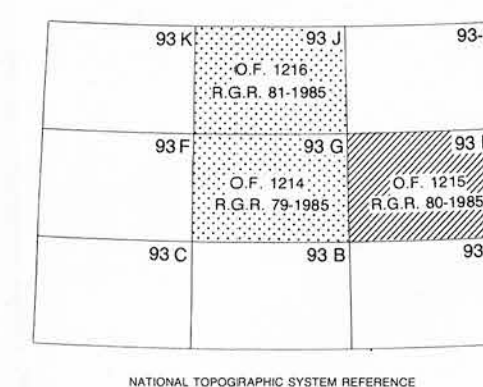 93 K
93 J
93-
O.F. 1216
R.G.R. 81-1985
93 F
93 G
93
O.F. 1214
R.G.R. 79-1985
O.F. 1215
R.G.R. 80-1985
93 C
93 B
93
NATIONAL TOPOGRAPHIC SYSTEM REFERENCE